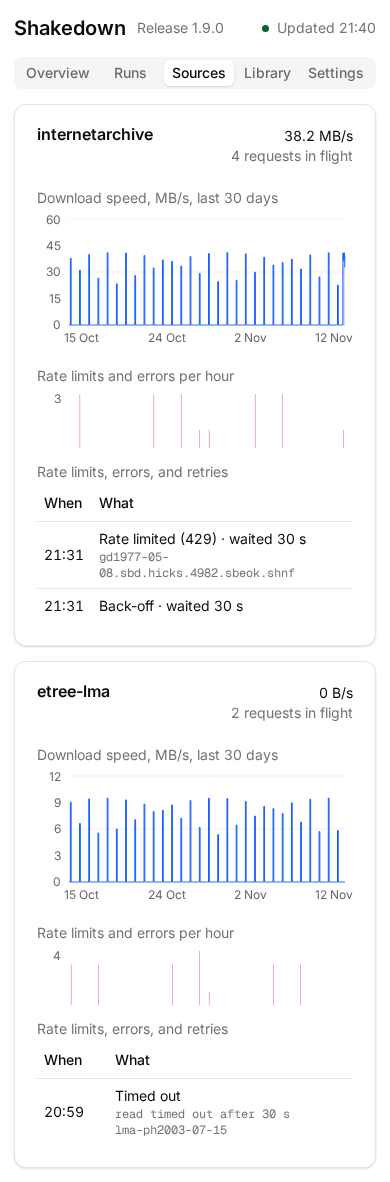 Shakedown Release 1.9.0 Updated 21:40
Overview Runs Sources Library Settings
internetarchive 38.2 MB/s
4 requests in flight
Download speed, MB/s, last 30 days
60
45
30
15
0
15 Oct 24 Oct 2 Nov 12 Nov
Rate limits and errors per hour
3
Rate limits, errors, and retries
When What
21:31 Rate limited (429) · waited 30 s
gd1977-05-
08.sbd.hicks.4982.sbeok.shnf
21:31 Back-off · waited 30 s
etree-lma 0 B/s
2 requests in flight
Download speed, MB/s, last 30 days
12
9
6
3
0
15 Oct 24 Oct 2 Nov 12 Nov
Rate limits and errors per hour
4
Rate limits, errors, and retries
When What
20:59 Timed out
read timed out after 30 s
lma-ph2003-07-15